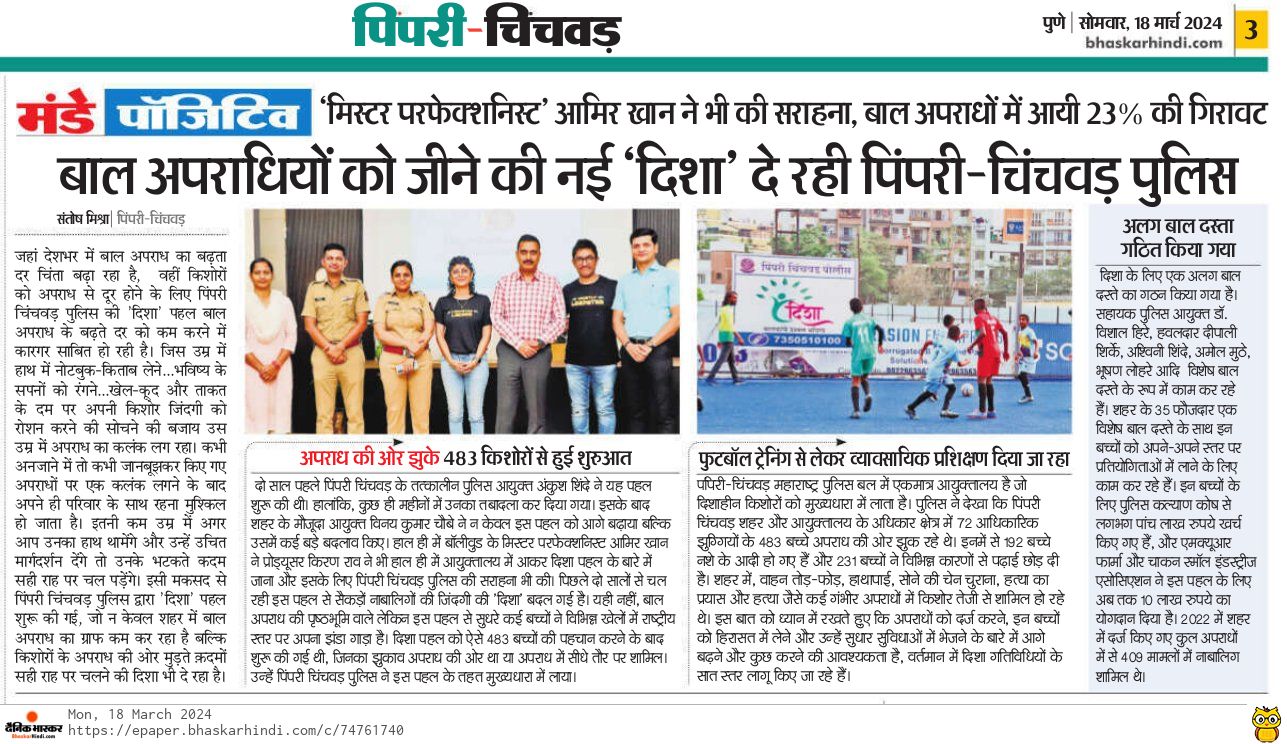 पिंपरी-चिंचवड़
पुणे | सोमवार, 18 मार्च 2024
bhaskarhindi.com
3
मंडे पॉजिटिव
'मिस्टर परफेक्शनिस्ट' आमिर खान ने भी की सराहना, बाल अपराधों में आयी 23% की गिरावट
बाल अपराधियों को जीने की नई 'दिशा' दे रही पिंपरी-चिंचवड़ पुलिस
संतोष मिश्रा | पिंपरी-चिंचवड़
जहां देशभर में बाल अपराध का बढ़ता
दर चिंता बढ़ा रहा है, वहीं किशोरों
को अपराध से दूर होने के लिए पिंपरी
चिंचवड़ पुलिस की 'दिशा' पहल बाल
अपराध के बढ़ते दर को कम करने में
कारगर साबित हो रही है। जिस उम्र में
हाथ में नोटबुक-किताब लेने...भविष्य के
सपनों को रंगने...खेल-कूद और ताकत
के दम पर अपनी किशोर जिंदगी को
रोशन करने की सोचने की बजाय उस
उम्र में अपराध का कलंक लग रहा। कभी
अनजाने में तो कभी जानबूझकर किए गए
अपराधों पर एक कलंक लगने के बाद
अपने ही परिवार के साथ रहना मुश्किल
हो जाता है। इतनी कम उम्र में अगर
आप उनका हाथ थामेंगे और उन्हें उचित
मार्गदर्शन देंगे तो उनके भटकते कदम
सही राह पर चल पड़ेंगे। इसी मकसद से
पिंपरी चिंचवड़ पुलिस द्वारा 'दिशा' पहल
शुरू की गई, जो न केवल शहर में बाल
अपराध का ग्राफ कम कर रहा है बल्कि
किशोरों के अपराध की ओर मुड़ते क़दमों
सही राह पर चलने की दिशा भी दे रहा है।
पिंपरी चिंचवड पोलीस
दिशा
7350510100
अपराध की ओर झुके 483 किशोरों से हुई शुरुआत
दो साल पहले पिंपरी चिंचवड़ के तत्कालीन पुलिस आयुक्त अंकुश शिंदे ने यह पहल
शुरू की थी। हालांकि, कुछ ही महीनों में उनका तबादला कर दिया गया। इसके बाद
शहर के मौजूदा आयुक्त विनय कुमार चौबे ने न केवल इस पहल को आगे बढ़ाया बल्कि
उसमें कई बड़े बदलाव किए। हाल ही में बॉलीवुड के मिस्टर परफेक्शनिस्ट आमिर खान
ने प्रोड्यूसर किरण राव ने भी हाल ही में आयुक्तालय में आकर दिशा पहल के बारे में
जाना और इसके लिए पिंपरी चिंचवड़ पुलिस की सराहना भी की। पिछले दो सालों से चल
रही इस पहल से सैकड़ों नाबालिगों की जिंदगी की 'दिशा' बदल गई है। यही नहीं, बाल
अपराध की पृष्ठभूमि वाले लेकिन इस पहल से सुधरे कई बच्चों ने विभिन्न खेलों में राष्ट्रीय
स्तर पर अपना झंडा गाड़ा है। दिशा पहल को ऐसे 483 बच्चों की पहचान करने के बाद
शुरू की गई थी, जिनका झुकाव अपराध की ओर था या अपराध में सीधे तौर पर शामिल।
उन्हें पिंपरी चिंचवड़ पुलिस ने इस पहल के तहत मुख्यधारा में लाया।
फुटबॉल ट्रेनिंग से लेकर व्यावसायिक प्रशिक्षण दिया जा रहा
पिंपरी-चिंचवड़ महाराष्ट्र पुलिस बल में एकमात्र आयुक्तालय है जो
दिशाहीन किशोरों को मुख्यधारा में लाता है। पुलिस ने देखा कि पिंपरी
चिंचवड़ शहर और आयुक्तालय के अधिकार क्षेत्र में 72 आधिकारिक
झुग्गियों के 483 बच्चे अपराध की ओर झुक रहे थे। इनमें से 192 बच्चे
नशे के आदी हो गए हैं और 231 बच्चों ने विभिन्न कारणों से पढ़ाई छोड़ दी
है। शहर में, वाहन तोड़-फोड़, हाथापाई, सोने की चेन चुराना, हत्या का
प्रयास और हत्या जैसे कई गंभीर अपराधों में किशोर तेजी से शामिल हो रहे
थे। इस बात को ध्यान में रखते हुए कि अपराधों को दर्ज करने, इन बच्चों
को हिरासत में लेने और उन्हें सुधार सुविधाओं में भेजने के बारे में आगे
बढ़ने और कुछ करने की आवश्यकता है, वर्तमान में दिशा गतिविधियों के
सात स्तर लागू किए जा रहे हैं।
अलग बाल दस्ता
गठित किया गया
दिशा के लिए एक अलग बाल
दस्ते का गठन किया गया है।
सहायक पुलिस आयुक्त डॉ.
विशाल हिरे, हवलदार दीपाली
शिर्के, अश्विनी शिंदे, अमोल मुठे,
भूषण लोहरे आदि विशेष बाल
दस्ते के रूप में काम कर रहे
हैं। शहर के 35 फौजदार एक
विशेष बाल दस्ते के साथ इन
बच्चों को अपने-अपने स्तर पर
प्रतियोगिताओं में लाने के लिए
काम कर रहे हैं। इन बच्चों के
लिए पुलिस कल्याण कोष से
लगभग पांच लाख रुपये खर्च
किए गए हैं, और एमक्यूआर
फार्मा और चाकन स्मॉल इंडस्ट्रीज
एसोसिएशन ने इस पहल के लिए
अब तक 10 लाख रुपये का
योगदान दिया है। 2022 में शहर
में दर्ज किए गए कुल अपराधों
में से 409 मामलों में नाबालिग
शामिल थे।
दैनिक भास्कर
BhaskarHindi.com
Mon, 18 March 2024
https://epaper.bhaskarhindi.com/c/74761740